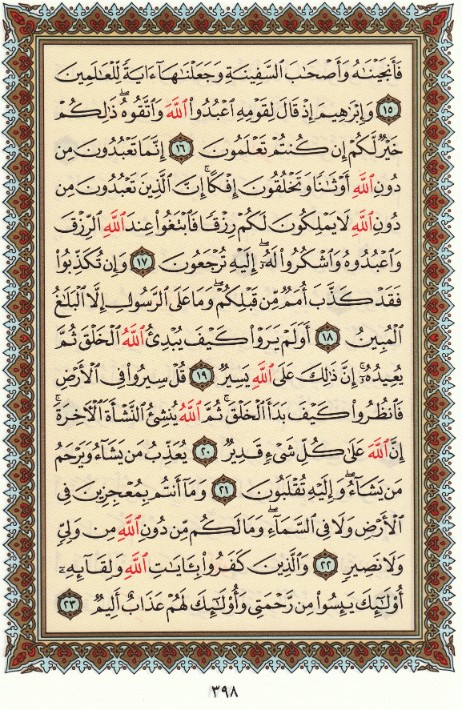 فَأَنجَيْنَٰهُ وَأَصْحَٰبَ ٱلسَّفِينَةِ وَجَعَلْنَٰهَآ ءَايَةً لِّلْعَٰلَمِينَ
١٥ وَإِبْرَٰهِيمَ إِذْ قَالَ لِقَوْمِهِ ٱعْبُدُوا۟ ٱللَّهَ وَٱتَّقُوهُ ۖ ذَٰلِكُمْ
خَيْرٌ لَّكُمْ إِن كُنتُمْ تَعْلَمُونَ ١٦ إِنَّمَا تَعْبُدُونَ مِن
دُونِ ٱللَّهِ أَوْثَٰنًا وَتَخْلُقُونَ إِفْكًا ۚ إِنَّ ٱلَّذِينَ تَعْبُدُونَ مِن
دُونِ ٱللَّهِ لَا يَمْلِكُونَ لَكُمْ رِزْقًا فَٱبْتَغُوا۟ عِندَ ٱللَّهِ ٱلرِّزْقَ
وَٱعْبُدُوهُ وَٱشْكُرُوا۟ لَهُۥٓ ۖ إِلَيْهِ تُرْجَعُونَ ١٧ وَإِن تُكَذِّبُوا۟
فَقَدْ كَذَّبَ أُمَمٌ مِّن قَبْلِكُمْ ۖ وَمَا عَلَى ٱلرَّسُولِ إِلَّا ٱلْبَلَٰغُ
ٱلْمُبِينُ ١٨ أَوَلَمْ يَرَوْا۟ كَيْفَ يُبْدِئُ ٱللَّهُ ٱلْخَلْقَ ثُمَّ
يُعِيدُهُۥٓ ۚ إِنَّ ذَٰلِكَ عَلَى ٱللَّهِ يَسِيرٌ ١٩ قُلْ سِيرُوا۟ فِى ٱلْأَرْضِ
فَٱنظُرُوا۟ كَيْفَ بَدَأَ ٱلْخَلْقَ ۚ ثُمَّ ٱللَّهُ يُنشِئُ ٱلنَّشْأَةَ ٱلْءَاخِرَةَ ۚ
إِنَّ ٱللَّهَ عَلَىٰ كُلِّ شَىْءٍ قَدِيرٌ ٢٠ يُعَذِّبُ مَن يَشَآءُ وَيَرْحَمُ
مَن يَشَآءُ ۖ وَإِلَيْهِ تُقْلَبُونَ ٢١ وَمَآ أَنتُم بِمُعْجِزِينَ فِى
ٱلْأَرْضِ وَلَا فِى ٱلسَّمَآءِ ۖ وَمَا لَكُم مِّن دُونِ ٱللَّهِ مِن وَلِىٍّ
وَلَا نَصِيرٍ ٢٢ وَٱلَّذِينَ كَفَرُوا۟ بِـَٔايَٰتِ ٱللَّهِ وَلِقَآئِهِۦٓ
أُو۟لَٰٓئِكَ يَئِسُوا۟ مِن رَّحْمَتِى وَأُو۟لَٰٓئِكَ لَهُمْ عَذَابٌ أَلِيمٌ ٢٣
٣٩٨